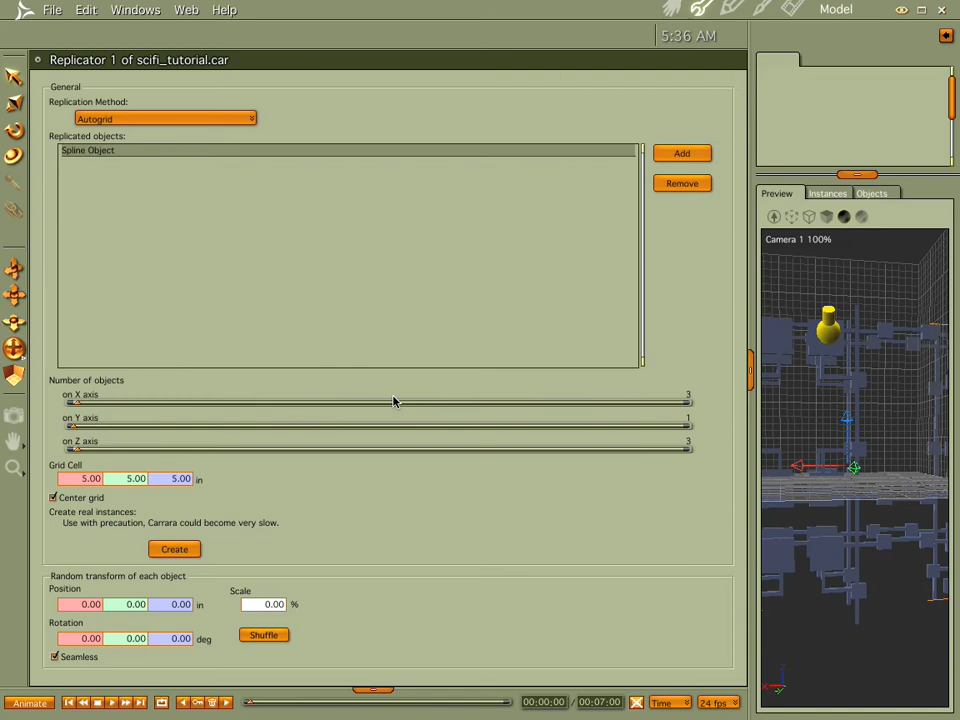 File Edit Windows Web Help
Model
5:36 AM
Replicator 1 of scifi_tutorial.car
General
Replication Method:
Autogrid
Replicated objects:
Spline Object
Add
Remove
Number of objects
on X axis 3
on Y axis 1
on Z axis 3
Grid Cell
5.00 5.00 5.00 in
Center grid
Create real instances:
Use with precaution, Carrara could become very slow.
Create
Random transform of each object
Position
0.00 0.00 0.00 in
Scale
0.00 %
Rotation
0.00 0.00 0.00 deg
Shuffle
Seamless
Preview Instances Objects
Camera 1 100%
Animate
00:00:00 / 00:07:00
Time
24 fps